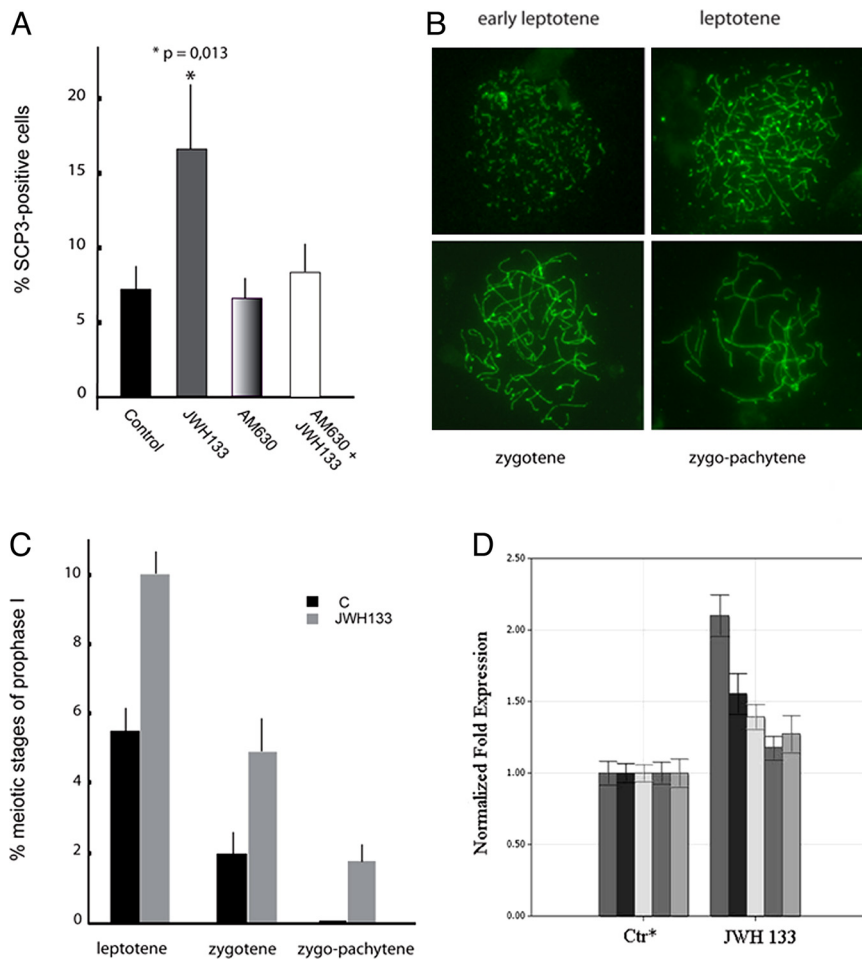 A
* p = 0,013
*
% SCP3-positive cells
20
15
10
5
0
Control
JWH133
AM630
AM630 +
JWH133
B
early leptotene
leptotene
zygotene
zygo-pachytene
C
% meiotic stages of prophase I
10
8
6
4
2
0
C
JWH133
leptotene
zygotene
zygo-pachytene
D
Normalized Fold Expression
2.50
2.00
1.50
1.00
0.50
0.00
Ctr*
JWH 133